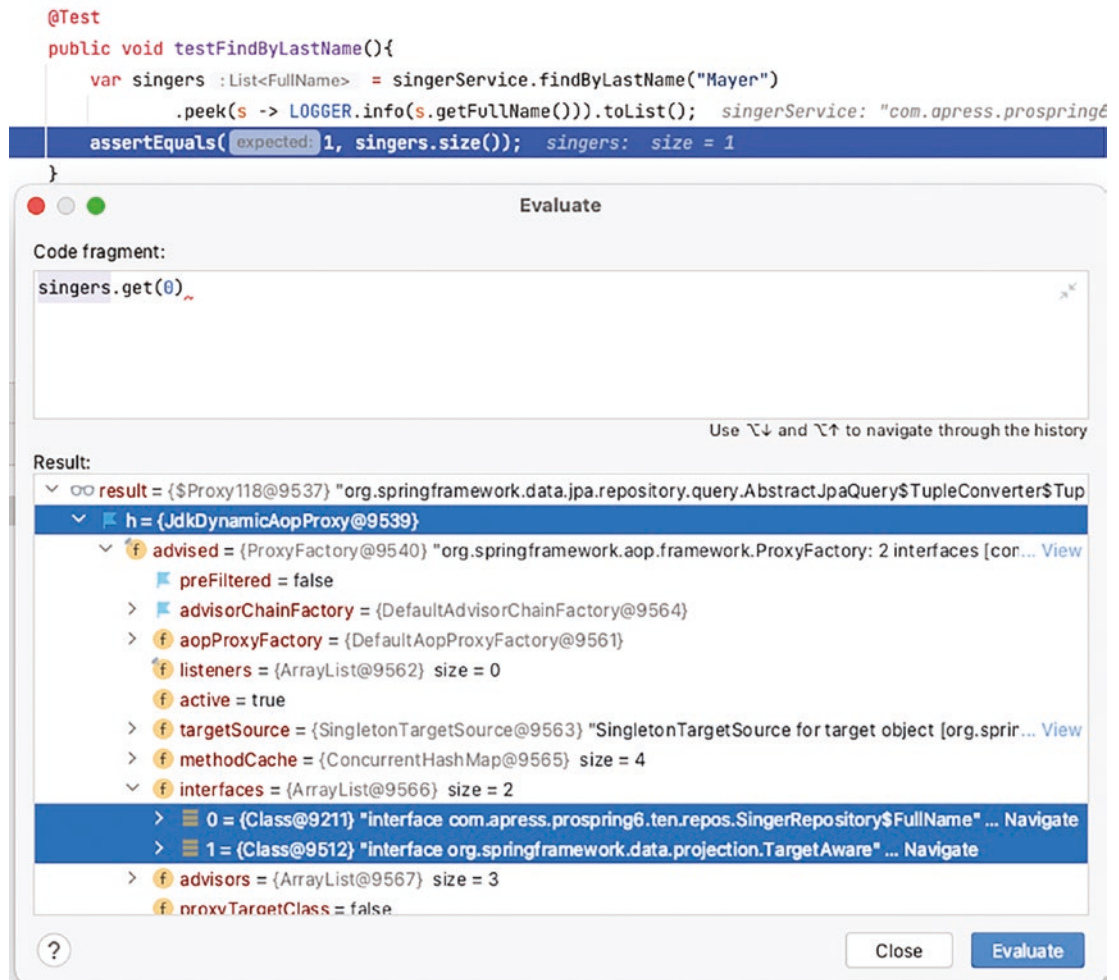 @Test
public void testFindByLastName(){
var singers : List<FullName> = singerService.findByLastName("Mayer")
.peek(s -> LOGGER.info(s.getFullName())).toList(); singerService: "com.apress.prospring6
assertEquals( expected: 1, singers.size()); singers: size = 1
}
Evaluate
Code fragment:
singers.get(0)
Use ⌥↓ and ⌥↑ to navigate through the history
Result:
oo result = {$Proxy118@9537} "org.springframework.data.jpa.repository.query.AbstractJpaQuery$TupleConverter$Tup
h = {JdkDynamicAopProxy@9539}
f advised = {ProxyFactory@9540} "org.springframework.aop.framework.ProxyFactory: 2 interfaces [con... View
preFiltered = false
advisorChainFactory = {DefaultAdvisorChainFactory@9564}
f aopProxyFactory = {DefaultAopProxyFactory@9561}
f listeners = {ArrayList@9562} size = 0
f active = true
f targetSource = {SingletonTargetSource@9563} "SingletonTargetSource for target object [org.sprir... View
f methodCache = {ConcurrentHashMap@9565} size = 4
f interfaces = {ArrayList@9566} size = 2
0 = {Class@9211} "interface com.apress.prospring6.ten.repos.SingerRepository$FullName" ... Navigate
1 = {Class@9512} "interface org.springframework.data.projection.TargetAware" ... Navigate
f advisors = {ArrayList@9567} size = 3
f proxyTargetClass = false
? Close Evaluate